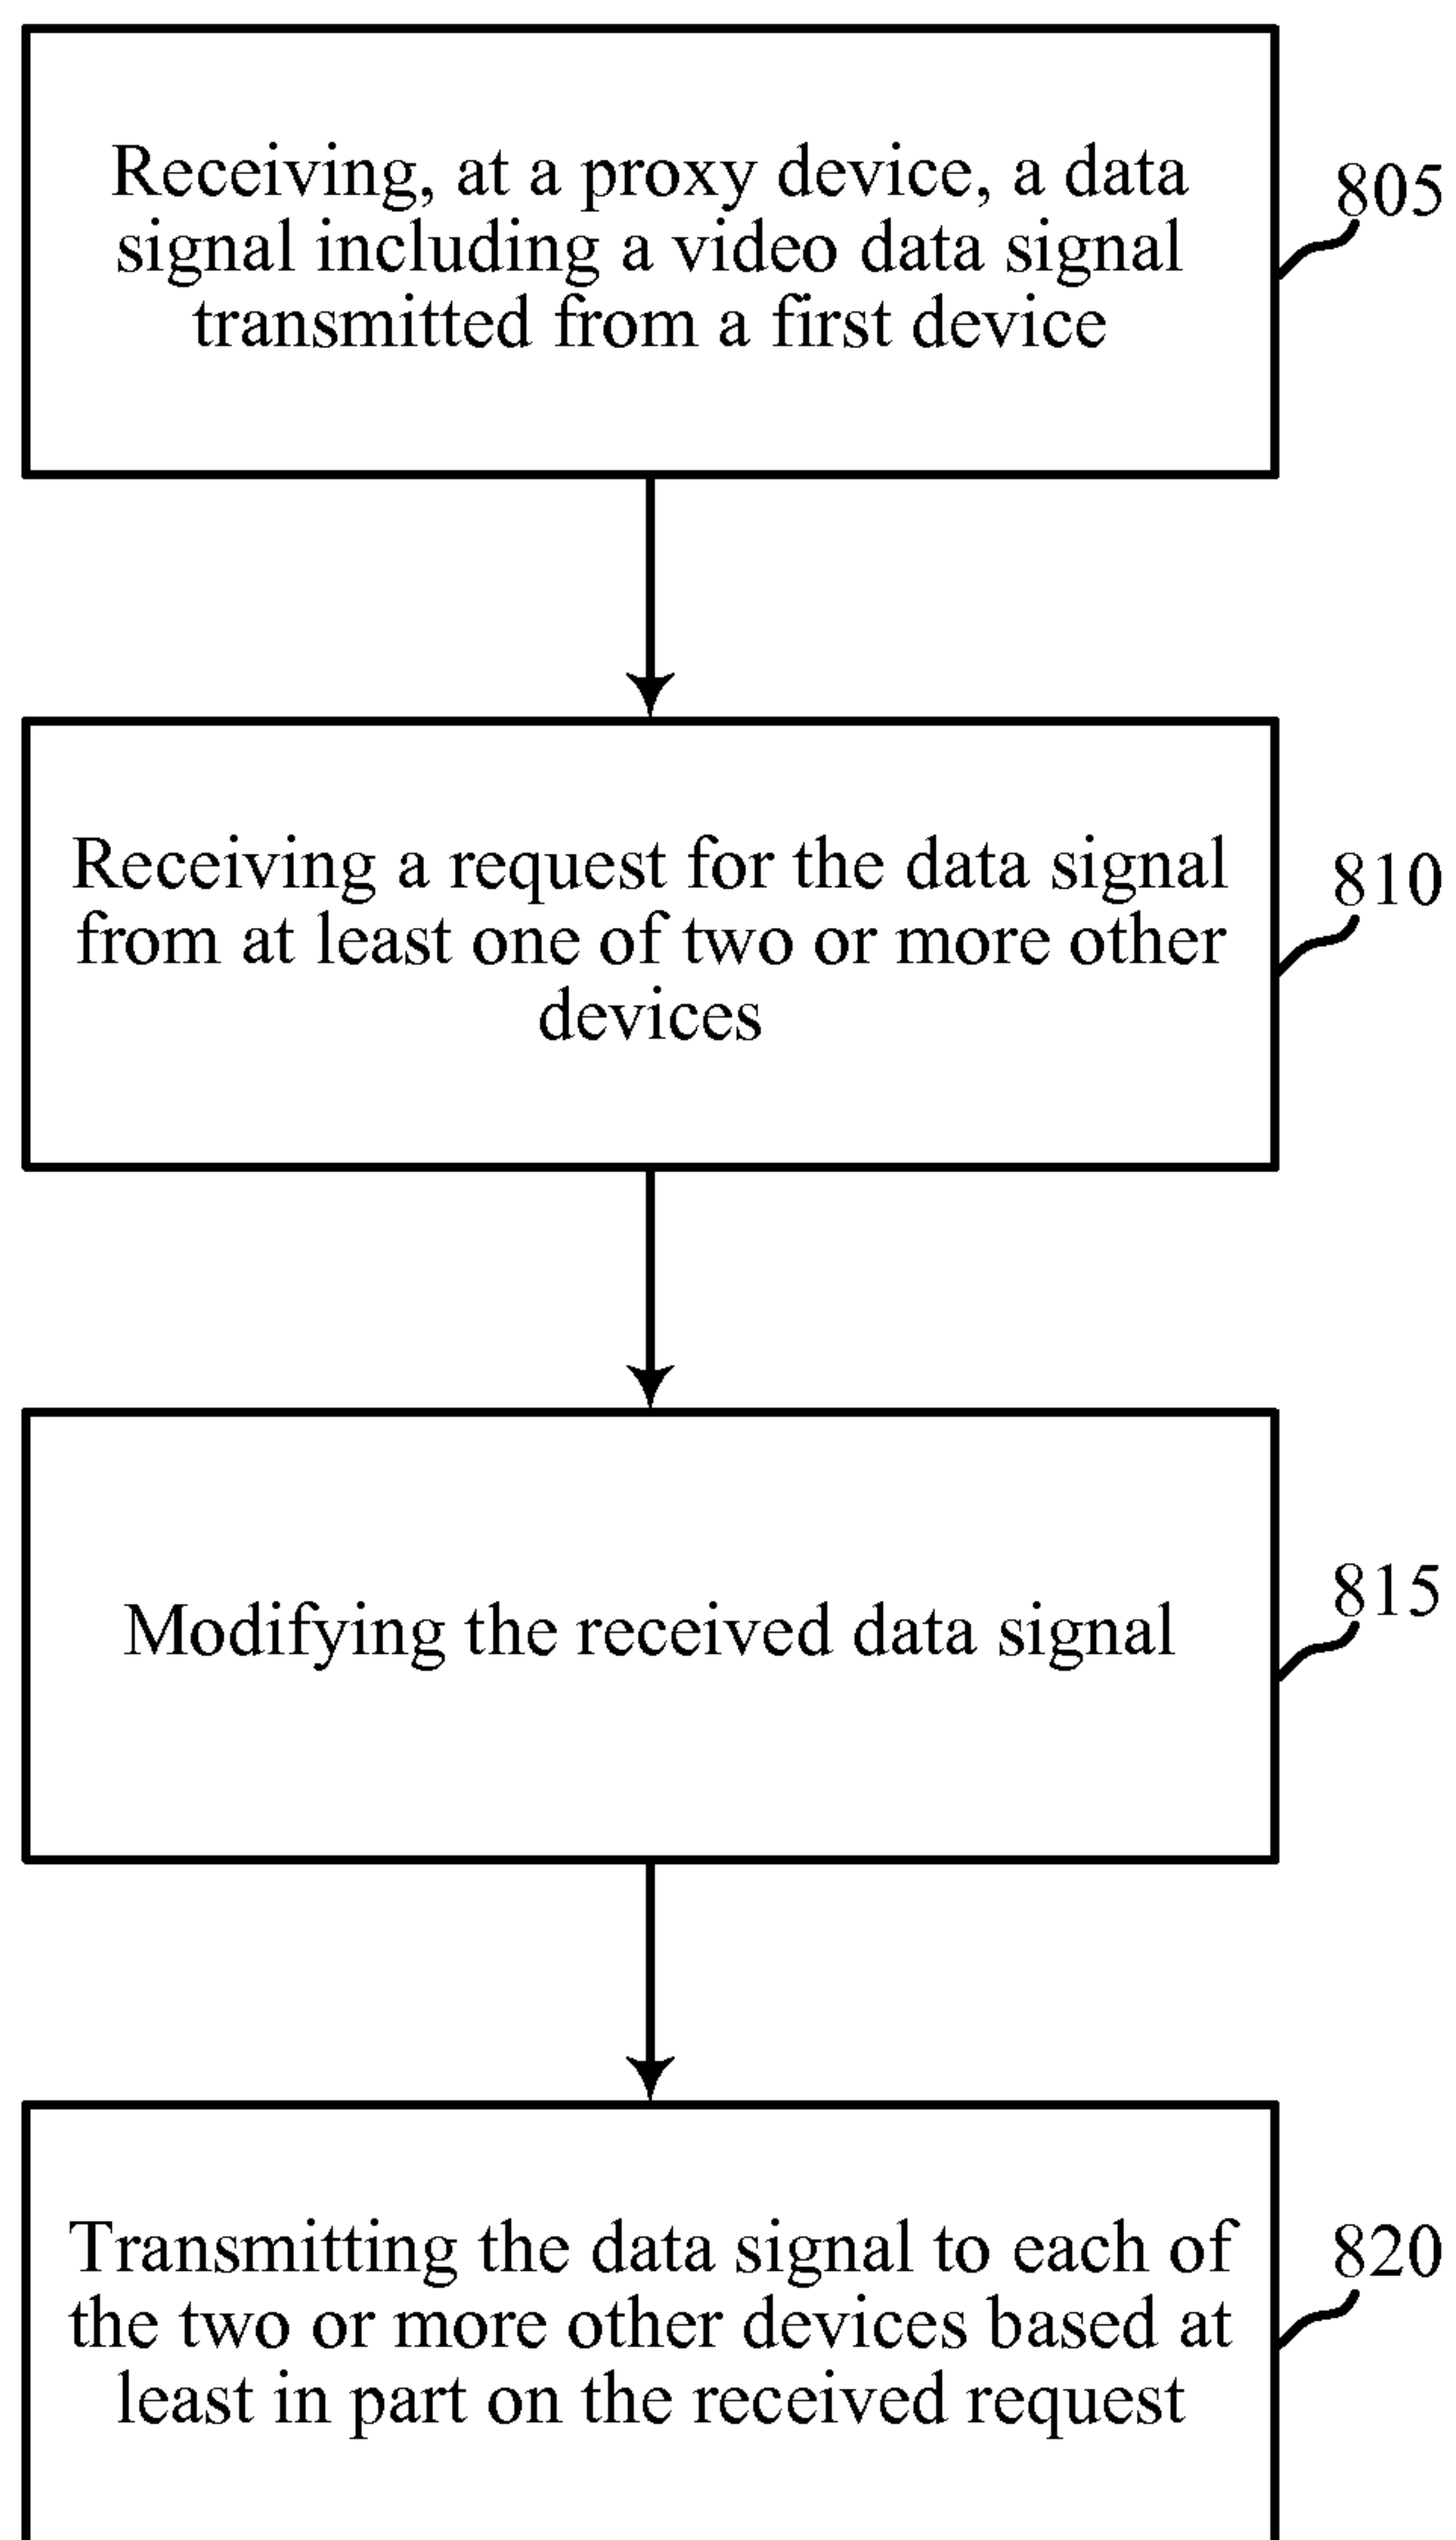 Receiving, at a proxy device, a data
signal including a video data signal
transmitted from a first device
805
Receiving a request for the data signal
from at least one of two or more other
devices
810
Modifying the received data signal
815
Transmitting the data signal to each of
the two or more other devices based at
least in part on the received request
820